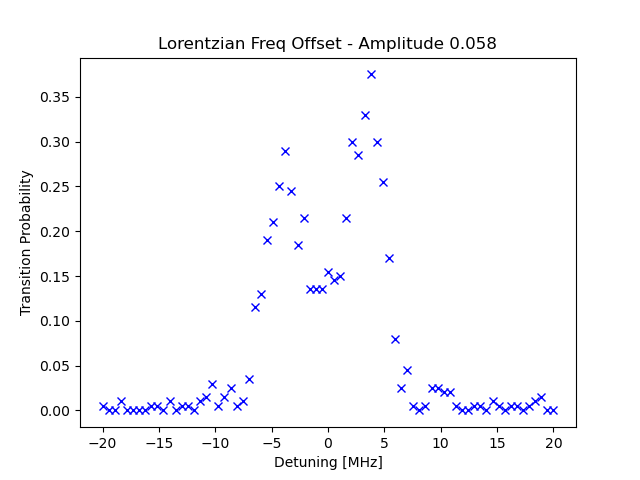 Lorentzian Freq Offset - Amplitude 0.058
Transition Probability
0.35
0.30
0.25
0.20
0.15
0.10
0.05
0.00
−20 −15 −10 −5 0 5 10 15 20
Detuning [MHz]